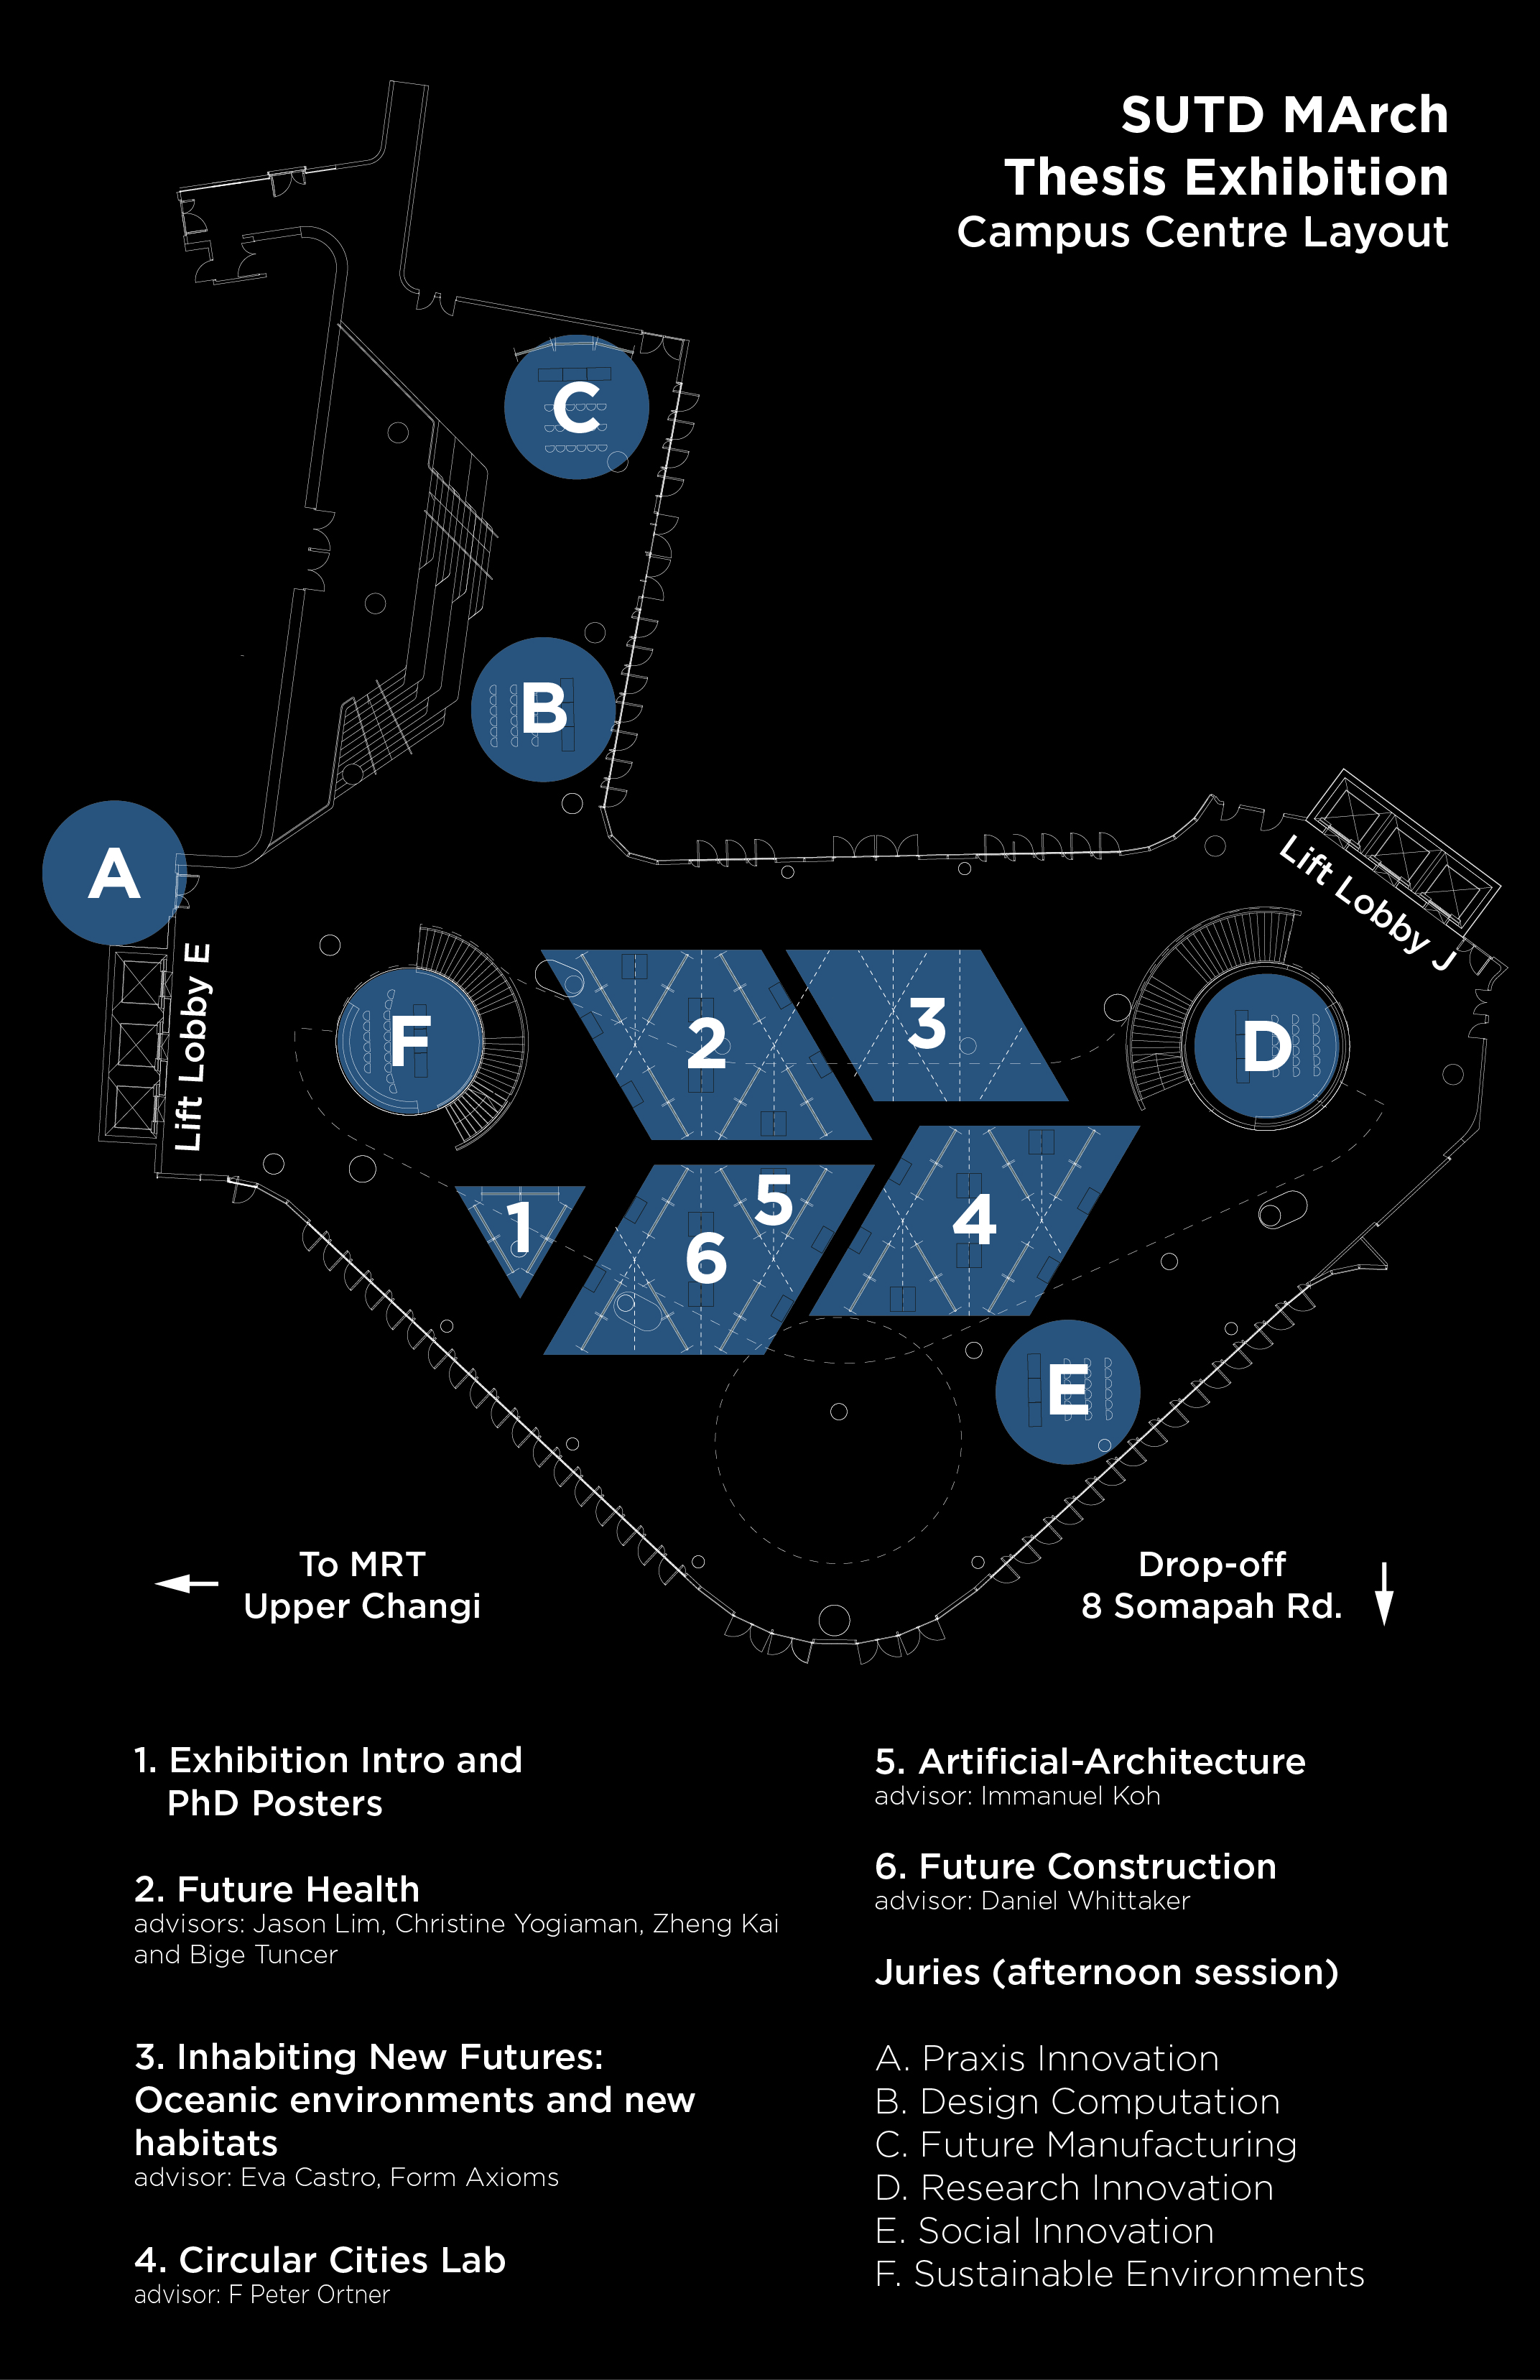 SUTD MArch
Thesis Exhibition
Campus Centre Layout
C
B
A
Lift Lobby J
Lift Lobby E
F
2
3
D
1
5
6
4
E
To MRT
Upper Changi
Drop-off
8 Somapah Rd.
1. Exhibition Intro and
PhD Posters
2. Future Health
advisors: Jason Lim, Christine Yogiaman, Zheng Kai
and Bige Tuncer
3. Inhabiting New Futures:
Oceanic environments and new
habitats
advisor: Eva Castro, Form Axioms
4. Circular Cities Lab
advisor: F Peter Ortner
5. Artificial-Architecture
advisor: Immanuel Koh
6. Future Construction
advisor: Daniel Whittaker
Juries (afternoon session)
A. Praxis Innovation
B. Design Computation
C. Future Manufacturing
D. Research Innovation
E. Social Innovation
F. Sustainable Environments